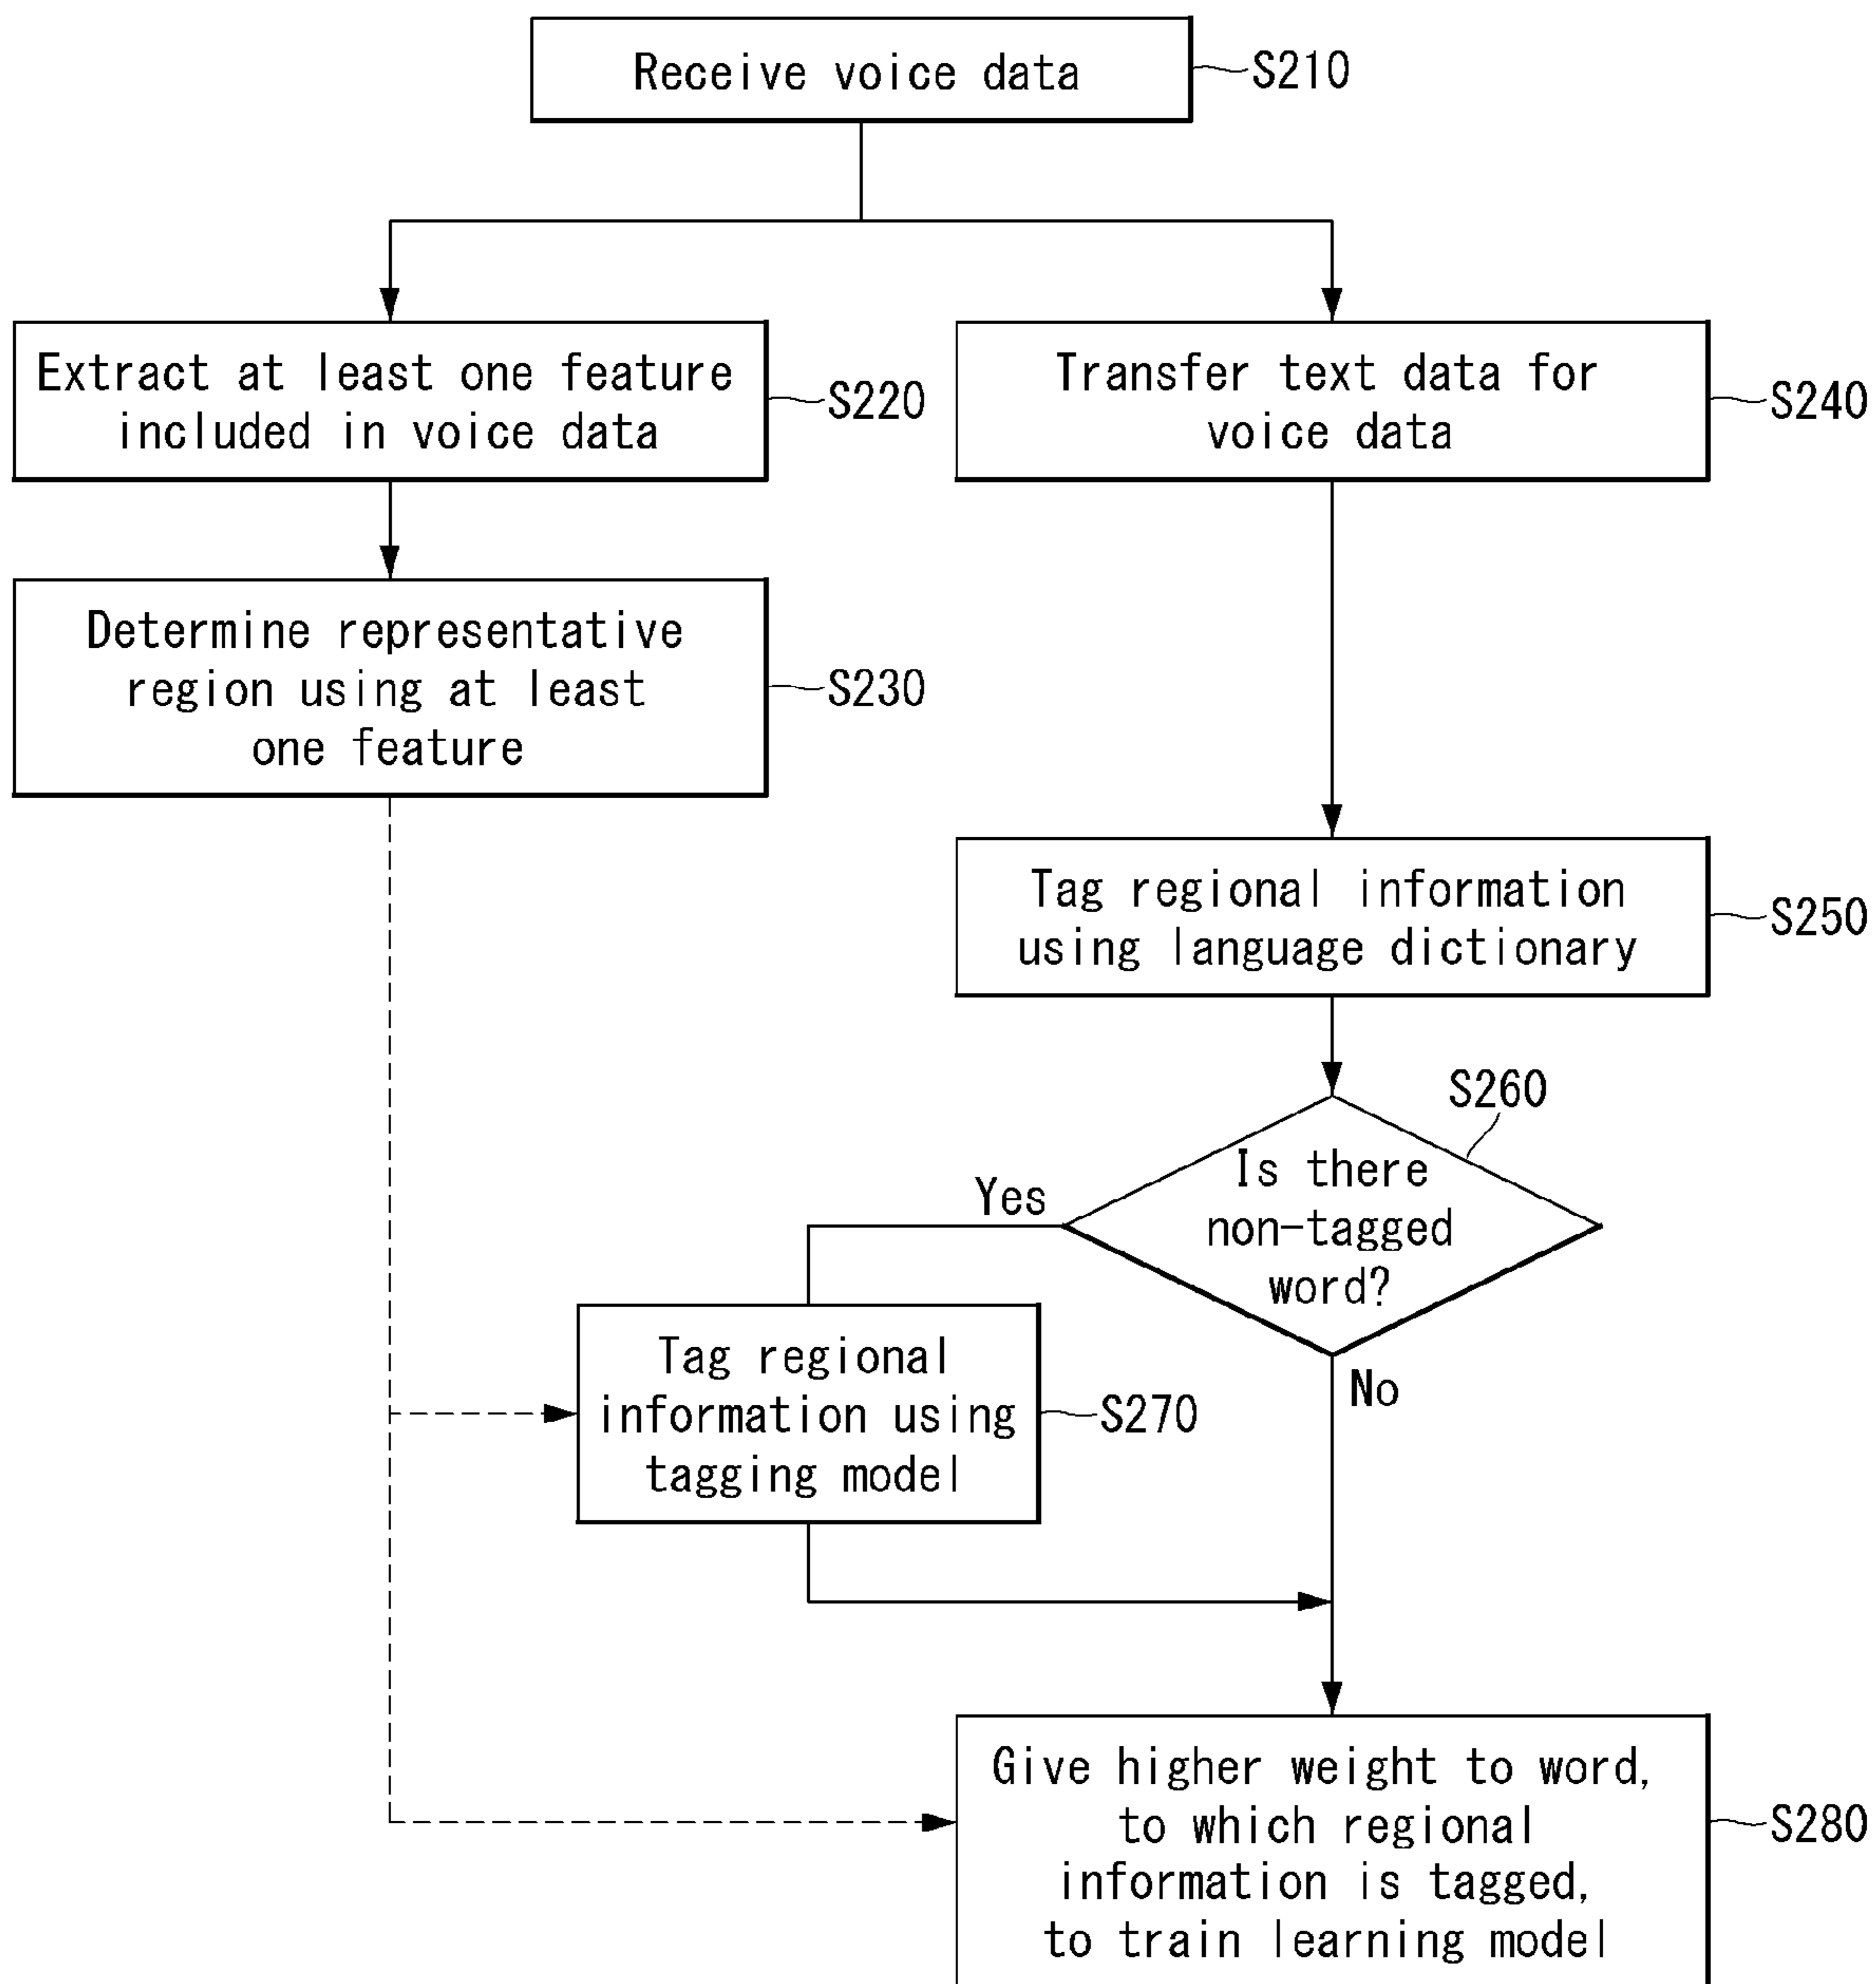 Receive voice data
S210
Extract at least one feature
included in voice data
S220
Transfer text data for
voice data
S240
Determine representative
region using at least
one feature
S230
Tag regional information
using language dictionary
S250
S260
Is there
non-tagged
word?
Yes
No
Tag regional
information using
tagging model
S270
Give higher weight to word,
to which regional
information is tagged,
to train learning model
S280